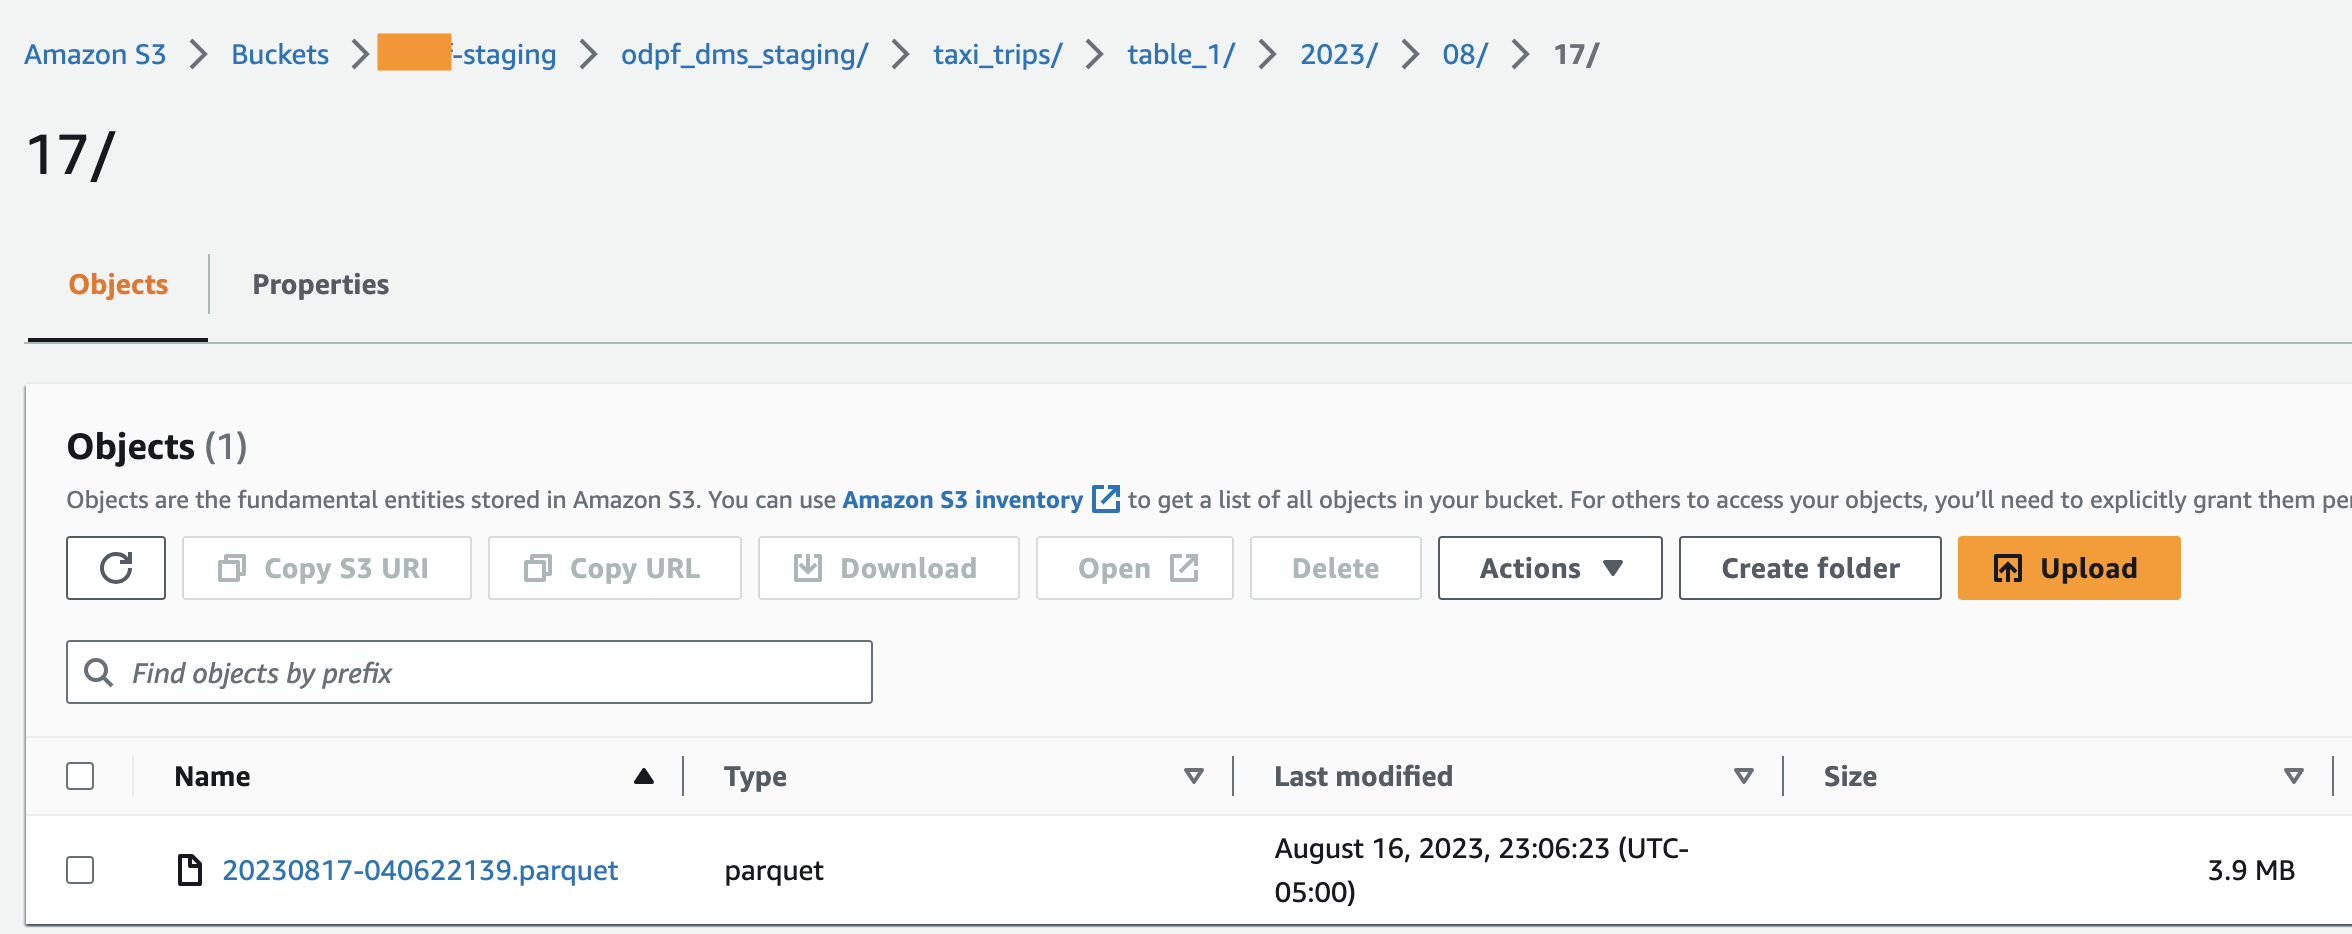 Amazon S3 Buckets -staging odpf_dms_staging/ taxi_trips/ table_1/ 2023/ 08/ 17/
17/
Objects Properties
Objects (1)
Objects are the fundamental entities stored in Amazon S3. You can use Amazon S3 inventory to get a list of all objects in your bucket. For others to access your objects, you'll need to explicitly grant them
Copy S3 URI Copy URL Download Open Delete Actions Create folder Upload
Find objects by prefix
Name Type Last modified Size
20230817-040622139.parquet parquet August 16, 2023, 23:06:23 (UTC-
05:00) 3.9 MB